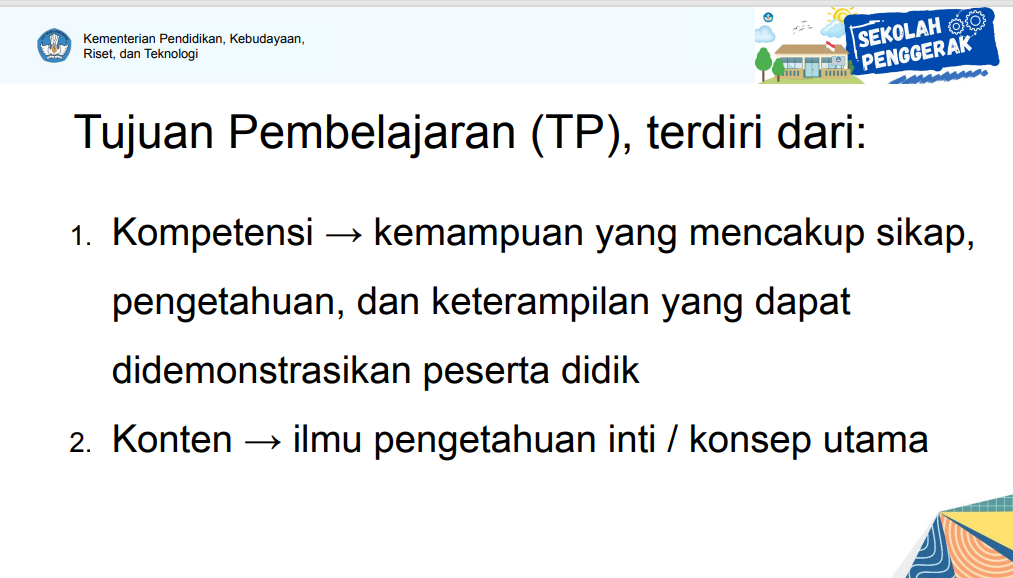 Kementerian Pendidikan, Kebudayaan,
Riset, dan Teknologi
SEKOLAH
PENGGERAK
Tujuan Pembelajaran (TP), terdiri dari:
1. Kompetensi → kemampuan yang mencakup sikap,
pengetahuan, dan keterampilan yang dapat
didemonstrasikan peserta didik
2. Konten → ilmu pengetahuan inti / konsep utama